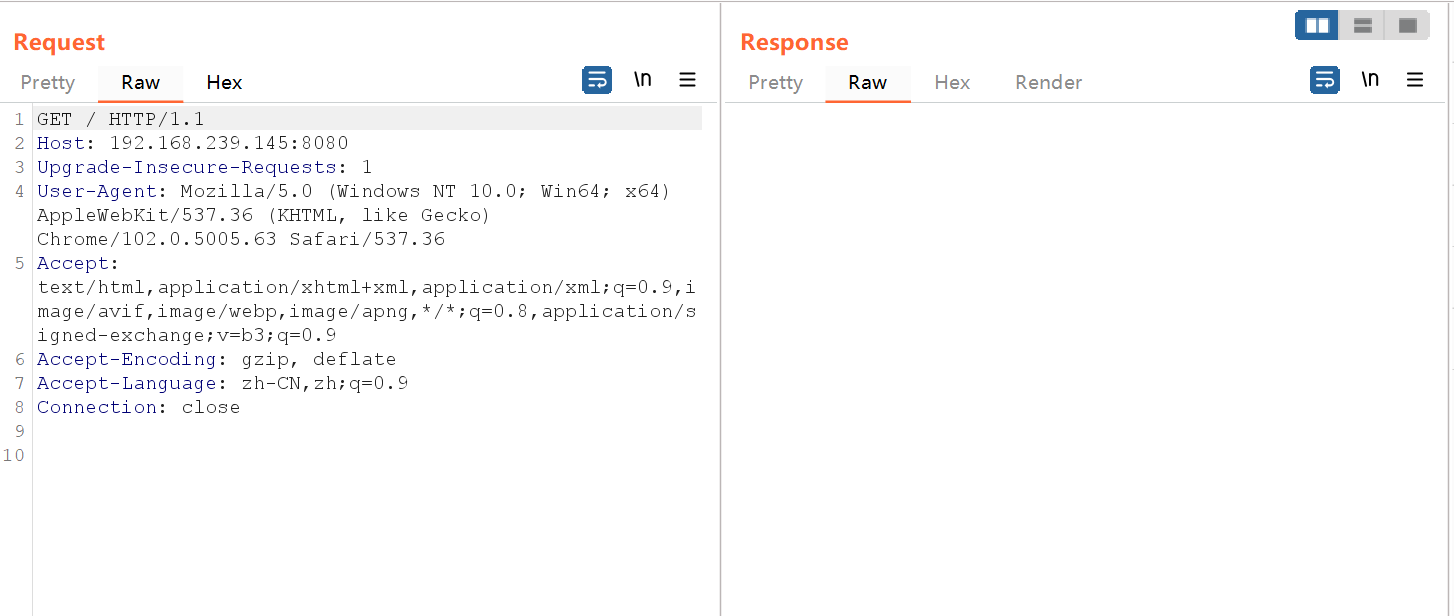 Request
Pretty Raw Hex \n
1 GET / HTTP/1.1
2 Host: 192.168.239.145:8080
3 Upgrade-Insecure-Requests: 1
4 User-Agent: Mozilla/5.0 (Windows NT 10.0; Win64; x64)
AppleWebKit/537.36 (KHTML, like Gecko)
Chrome/102.0.5005.63 Safari/537.36
5 Accept:
text/html,application/xhtml+xml,application/xml;q=0.9,i
mage/avif,image/webp,image/apng,*/*;q=0.8,application/s
igned-exchange;v=b3;q=0.9
6 Accept-Encoding: gzip, deflate
7 Accept-Language: zh-CN,zh;q=0.9
8 Connection: close
9
10
Response
Pretty Raw Hex Render \n